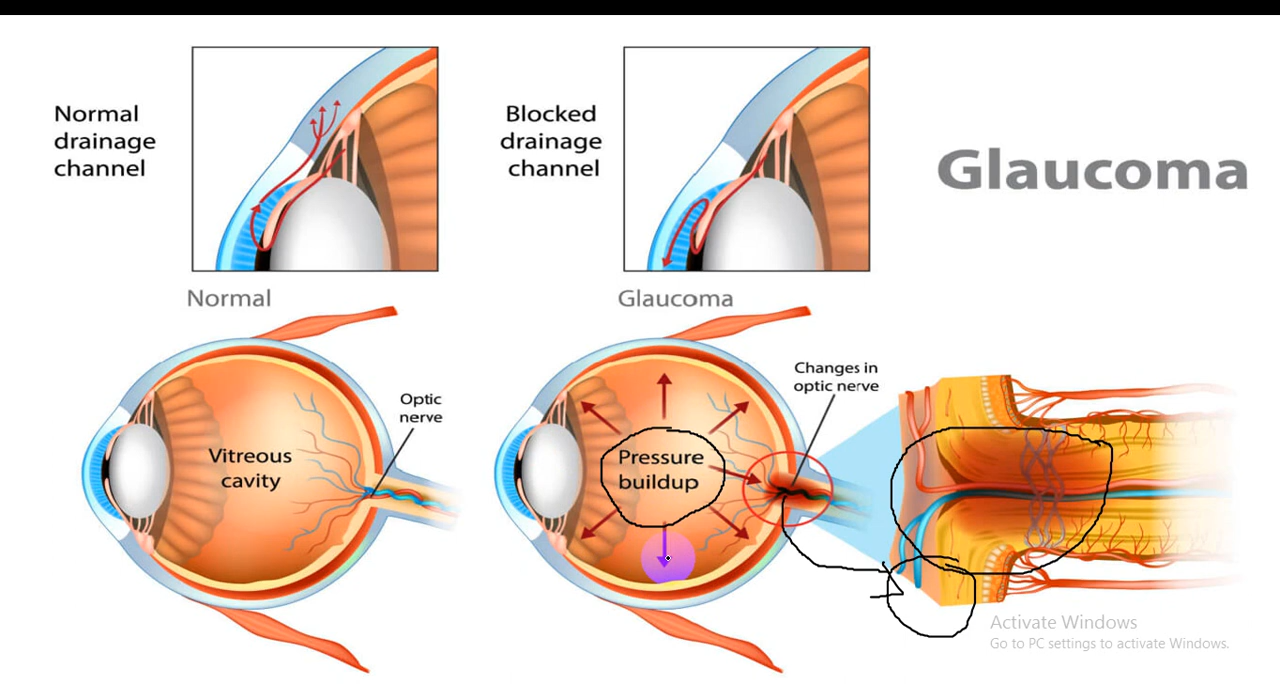 Normal
drainage
channel
Blocked
drainage
channel
Glaucoma
Normal
Glaucoma
Optic
nerve
Vitreous
cavity
Pressure
buildup
Changes in
optic nerve
Activate Windows
Go to PC settings to activate Windows.